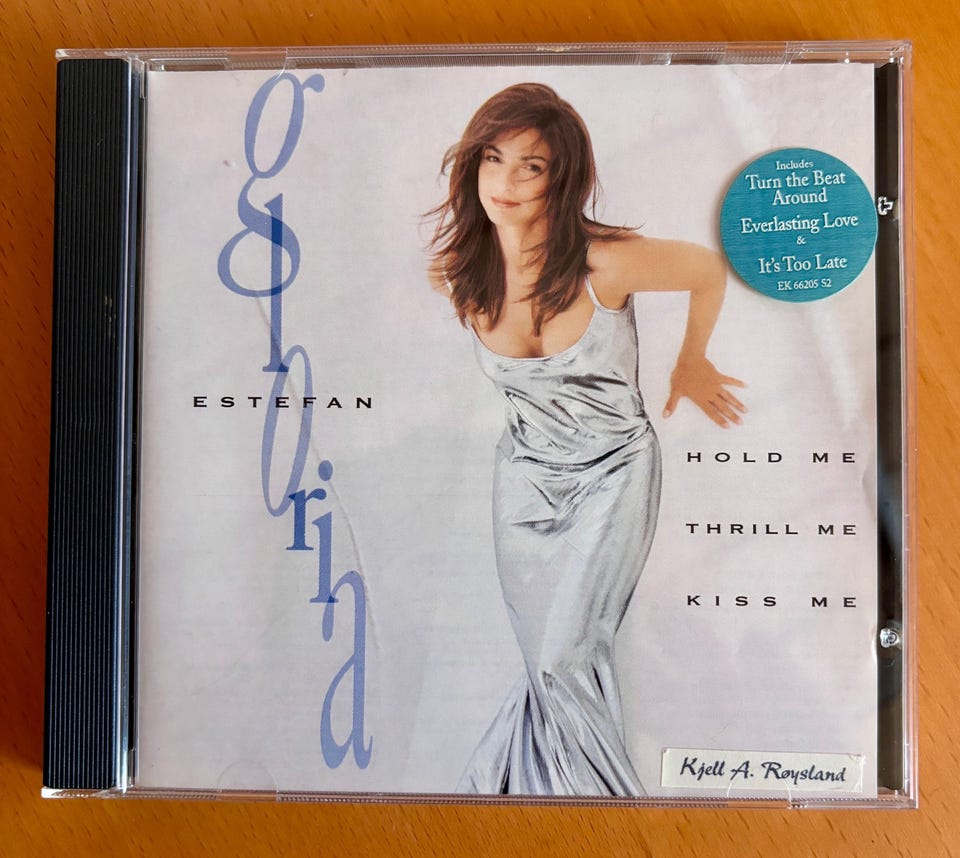 gloria
ESTEFAN
Includes
Turn the Beat
Around
Everlasting Love
&
It's Too Late
EK 66205 S2
HOLD ME
THRILL ME
KISS ME
Kjell A. Røysland